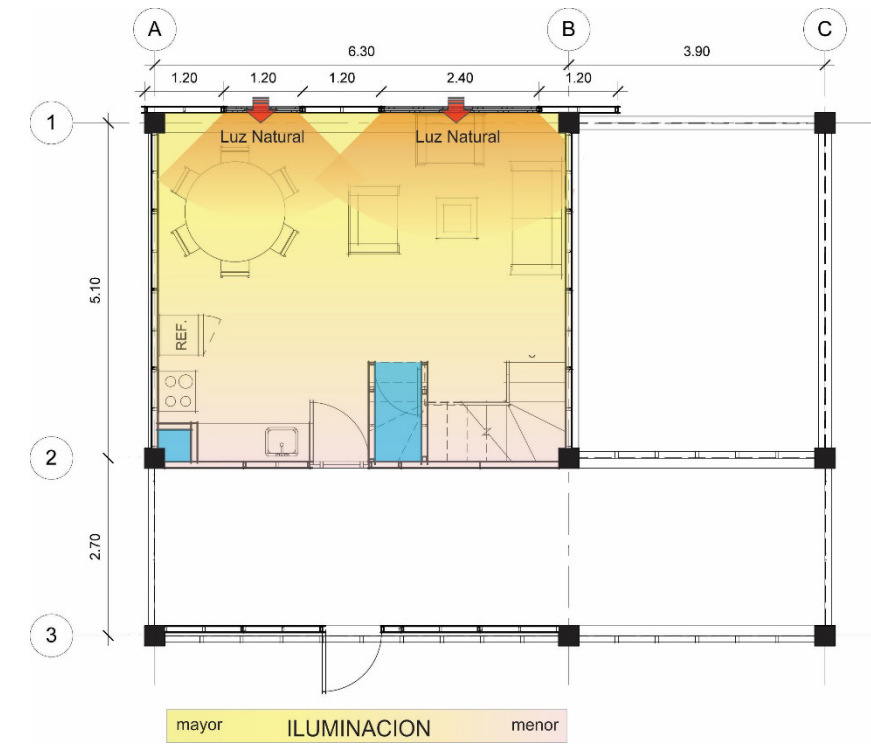 A B C
6.30 3.90
1.20 1.20 1.20 2.40 1.20
1
Luz Natural Luz Natural
5.10
REF.
2
2.70
3
mayor ILUMINACION menor